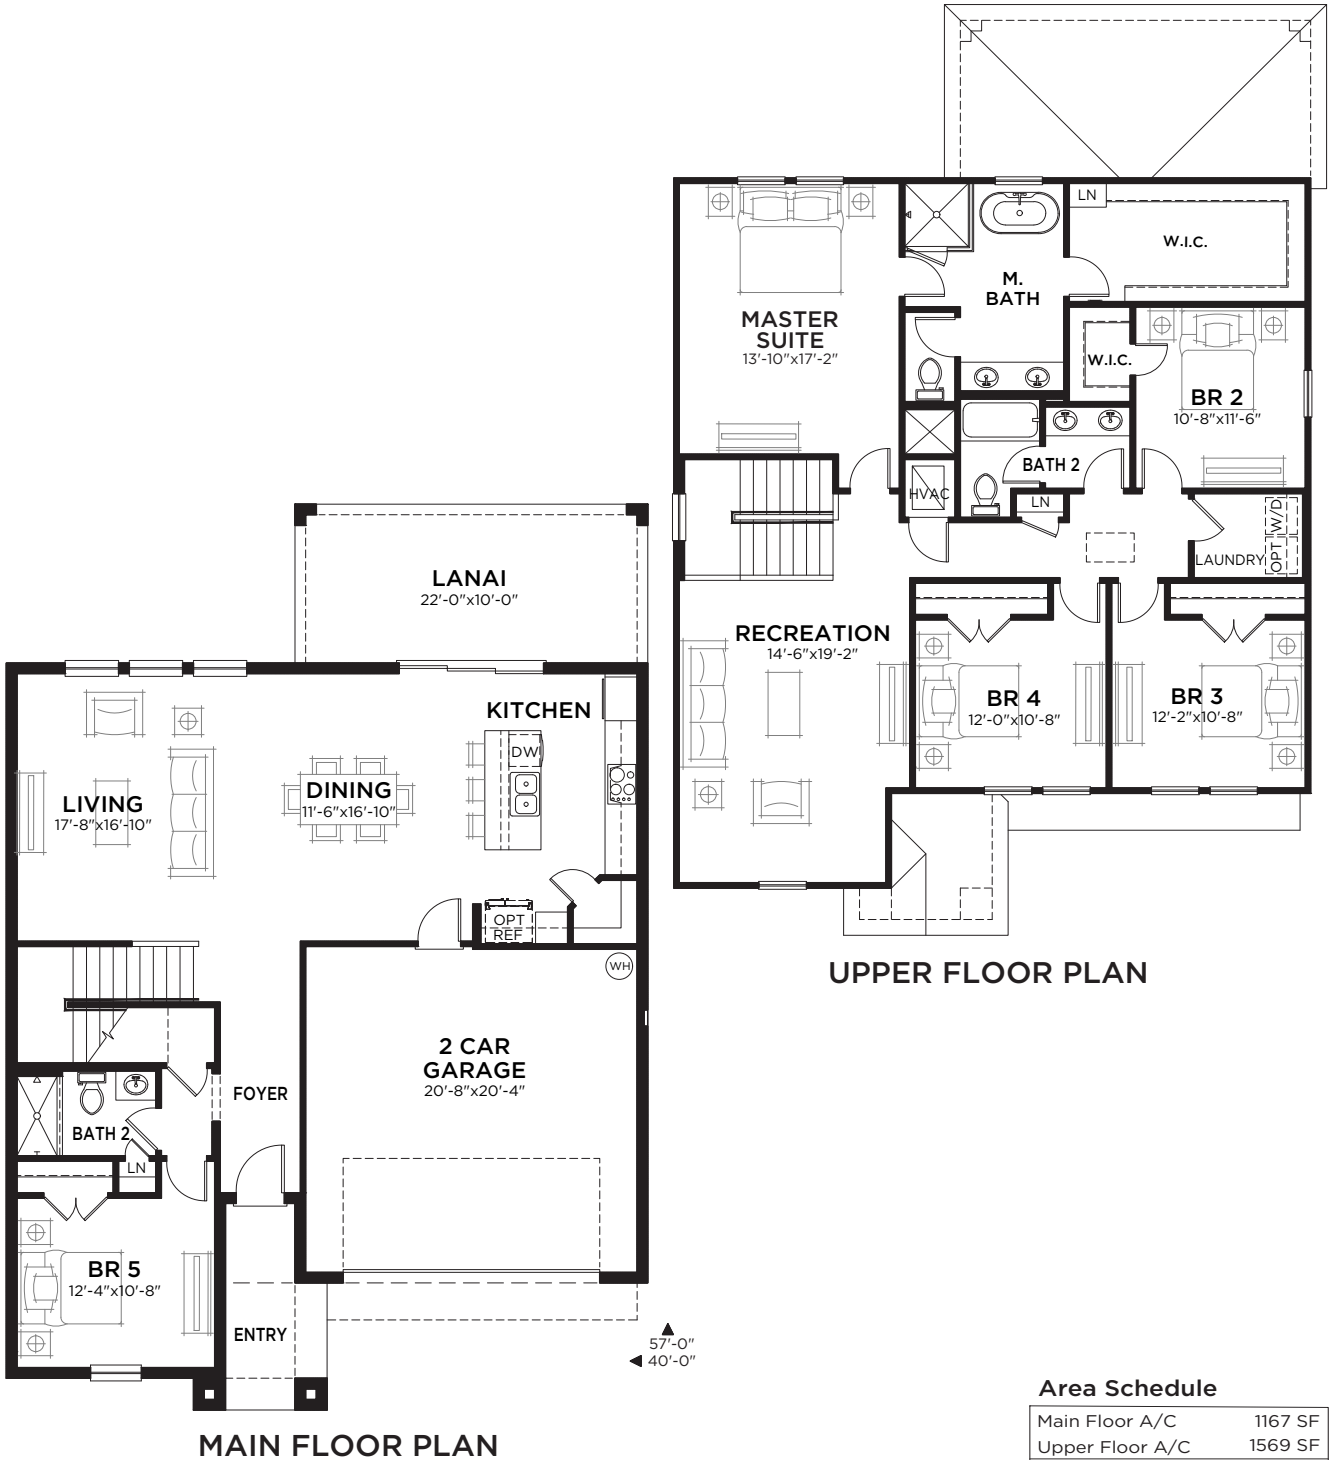 LN
W.I.C.
M.
BATH
MASTER
SUITE
13'-10"x17'-2"
W.I.C.
BR 2
10'-8"x11'-6"
BATH 2
HVAC
LN
OPT W/D
LAUNDRY
RECREATION
14'-6"x19'-2"
BR 4
12'-0"x10'-8"
BR 3
12'-2"x10'-8"
UPPER FLOOR PLAN
LANAI
22'-0"x10'-0"
KITCHEN
DW
LIVING
17'-8"x16'-10"
DINING
11'-6"x16'-10"
OPT
REF
WH
2 CAR
GARAGE
20'-8"x20'-4"
FOYER
BATH 2
LN
BR 5
12'-4"x10'-8"
ENTRY
57'-0"
40'-0"
MAIN FLOOR PLAN
Area Schedule
Main Floor A/C 1167 SF
Upper Floor A/C 1569 SF